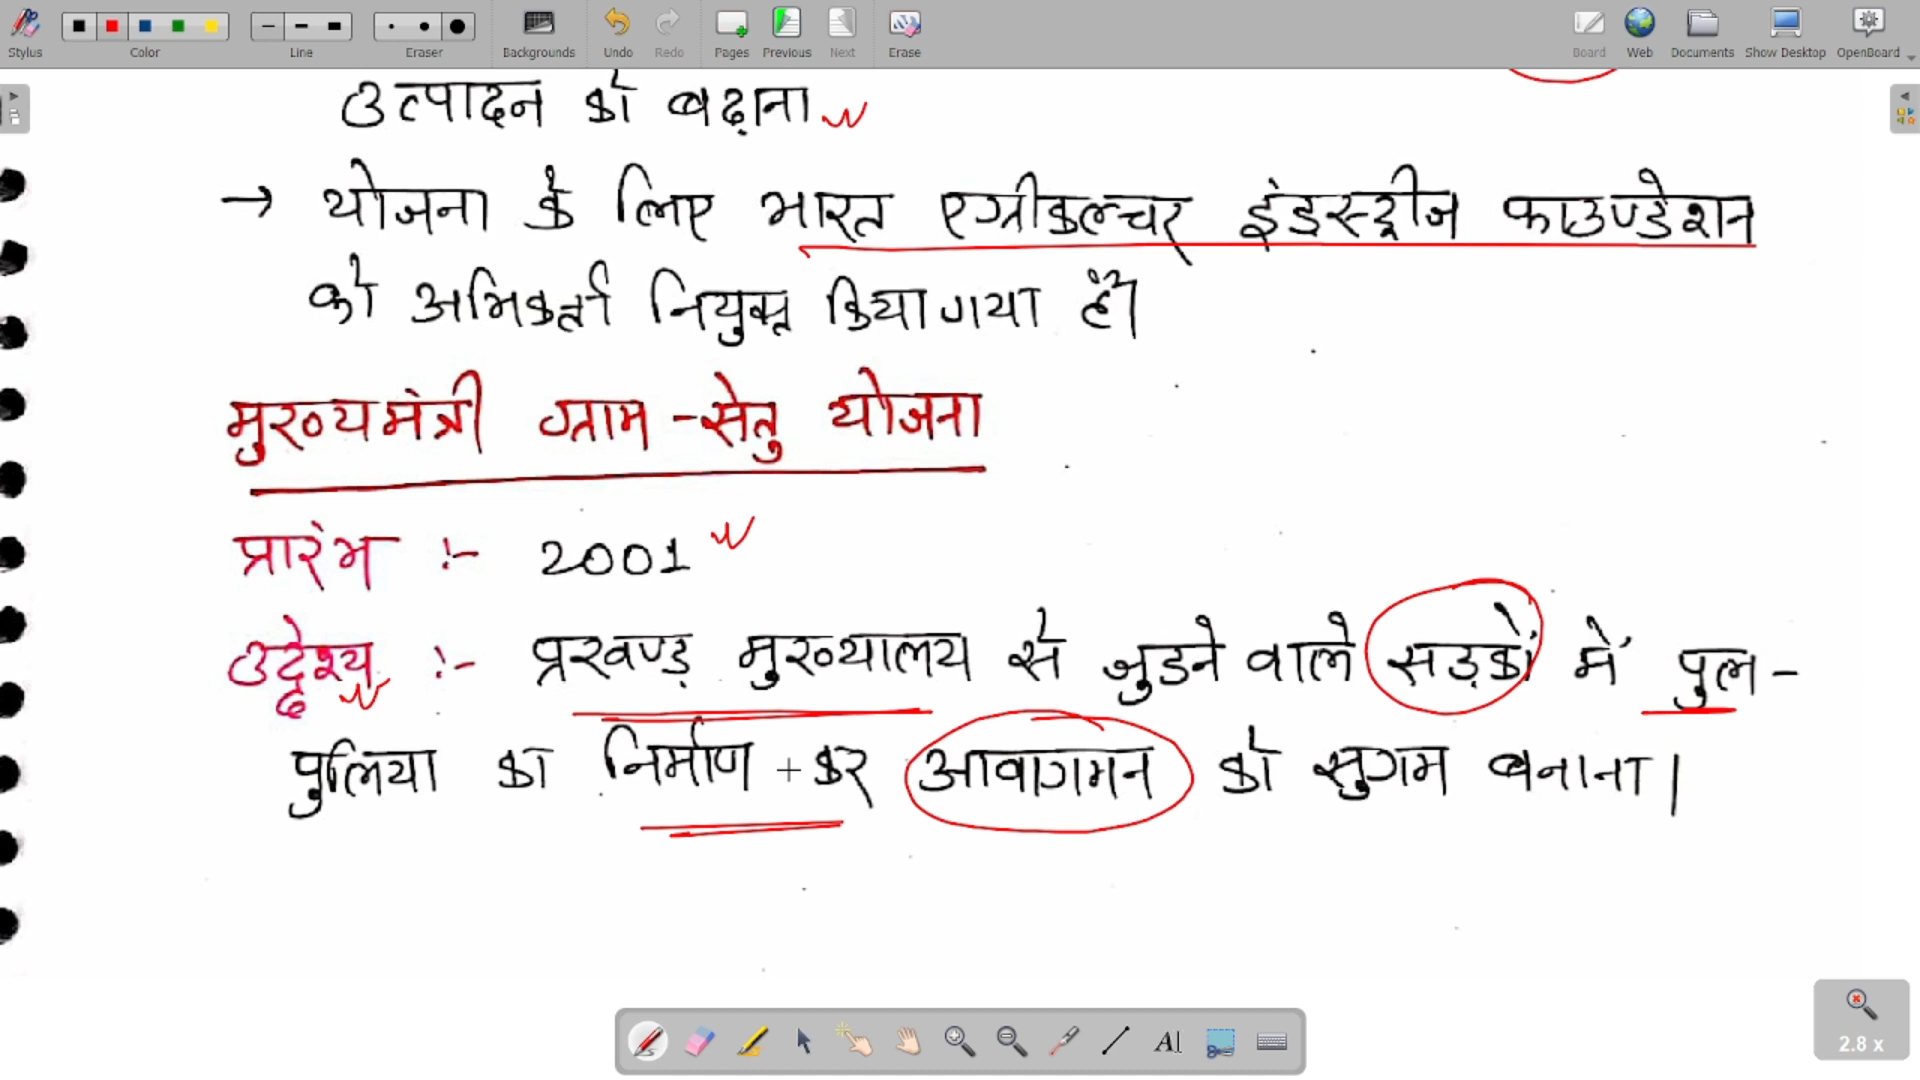 Stylus
Color
Line
Eraser
Backgrounds
Undo
Redo
Pages
Previous
Next
Erase
Board
Web
Documents
Show Desktop
OpenBoard
उत्पादन को बढ़ाना
→ योजना के लिए भारत एग्रीकल्चर इंडस्ट्रीज फाउण्डेशन
को अभिकर्ता नियुक्त किया गया है।
मुख्यमंत्री ग्राम-सेतु योजना
प्रारंभ :- 2001
उद्देश्य :- प्रखण्ड़ मुख्यालय से जुडने वाले सड़कों में पुल-
पुलिया का निर्माण कर आवागमन को सुगम बनाना।
AI
2.8 x